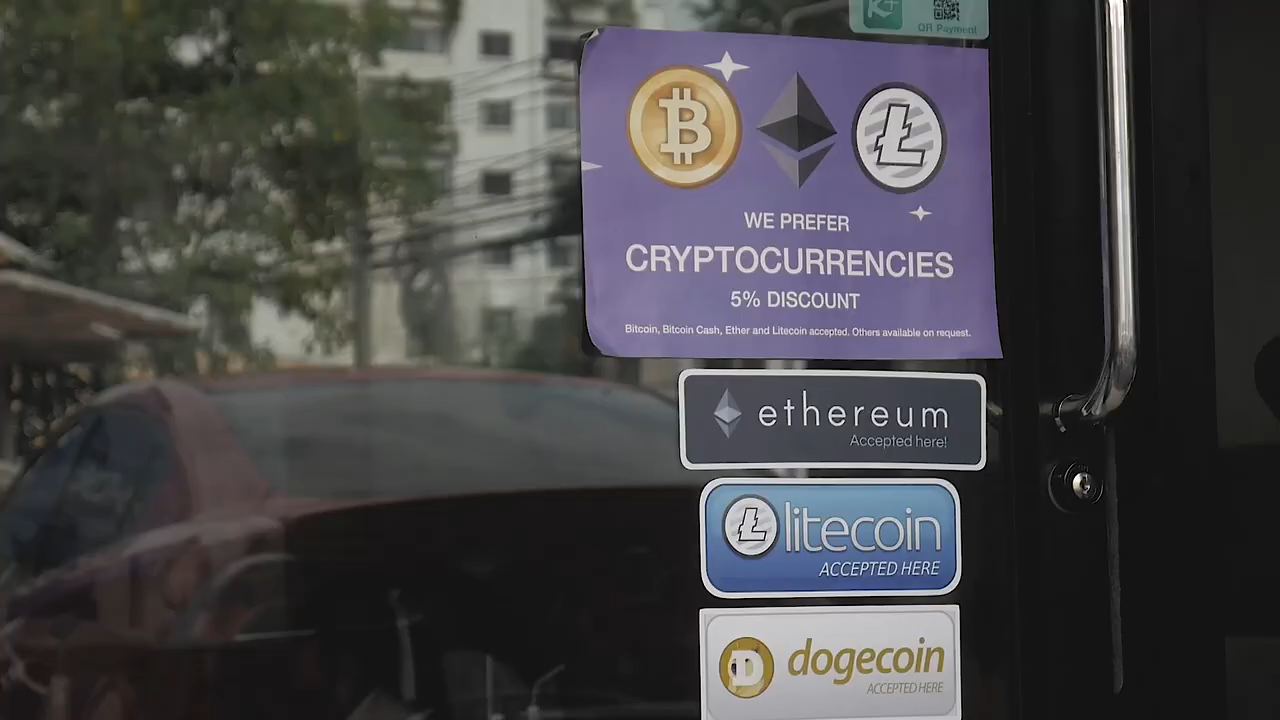 K+
QR Payment
WE PREFER
CRYPTOCURRENCIES
5% DISCOUNT
Bitcoin, Bitcoin Cash, Ether and Litecoin accepted. Others available on request.
ethereum
Accepted here!
litecoin
ACCEPTED HERE
dogecoin
ACCEPTED HERE